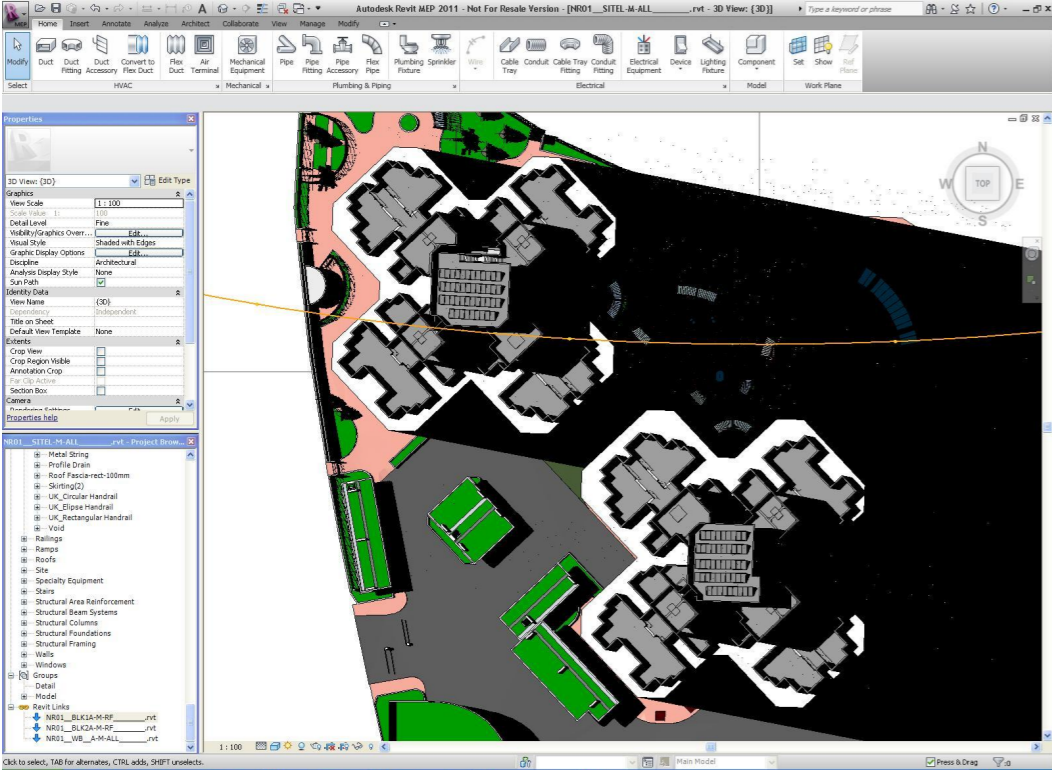 Autodesk Revit MEP 2011 - Not For Resale Version - [NR01__SITEL-M-ALL______.rvt - 3D View: {3D}]
Type a keyword or phrase
MEP
Home Insert Annotate Analyze Architect Collaborate View Manage Modify
Modify
Duct
Duct Fitting
Duct Accessory
Convert to Flex Duct
Flex Duct
Air Terminal
Mechanical Equipment
Pipe
Pipe Fitting
Pipe Accessory
Flex Pipe
Plumbing Fixture
Sprinkler
Wire
Cable Tray
Conduit
Cable Tray Fitting
Conduit Fitting
Electrical Equipment
Device
Lighting Fixture
Component
Set
Show
Ref Plane
Select HVAC Mechanical Plumbing & Piping Electrical Model Work Plane
Properties
3D View: {3D} Edit Type
Graphics
View Scale 1 : 100
Scale Value 1: 100
Detail Level Fine
Visibility/Graphics Overr... Edit...
Visual Style Shaded with Edges
Graphic Display Options Edit...
Discipline Architectural
Analysis Display Style None
Sun Path
Identity Data
View Name {3D}
Dependency Independent
Title on Sheet
Default View Template None
Extents
Crop View
Crop Region Visible
Annotation Crop
Far Clip Active
Section Box
Camera
Rendering Settings Edit...
Properties help Apply
NR01__SITEL-M-ALL______.rvt - Project Brow...
Metal String
Profile Drain
Roof Fascia-rect-100mm
Skirting(2)
UK_Circular Handrail
UK_Elipse Handrail
UK_Rectangular Handrail
Void
Railings
Ramps
Roofs
Site
Specialty Equipment
Stairs
Structural Area Reinforcement
Structural Beam Systems
Structural Columns
Structural Foundations
Structural Framing
Walls
Windows
Groups
Detail
Model
Revit Links
NR01__BLK1A-M-RF______.rvt
NR01__BLK2A-M-RF______.rvt
NR01__WB__A-M-ALL______.rvt
N
W TOP E
S
1 : 100
Click to select, TAB for alternates, CTRL adds, SHIFT unselects.
Main Model
Press & Drag
:0